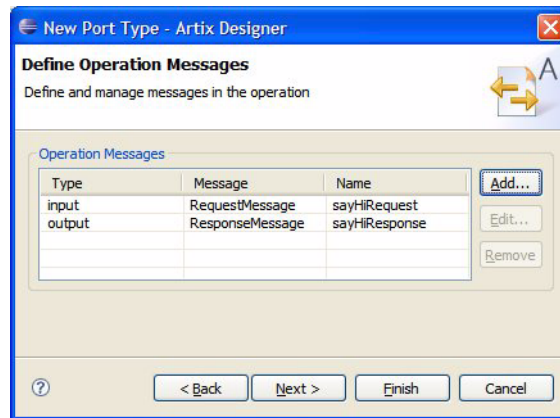 New Port Type - Artix Designer
Define Operation Messages
Define and manage messages in the operation
A
Operation Messages
Type Message Name
input RequestMessage sayHiRequest
output ResponseMessage sayHiResponse
Add...
Edit...
Remove
? < Back Next > Finish Cancel